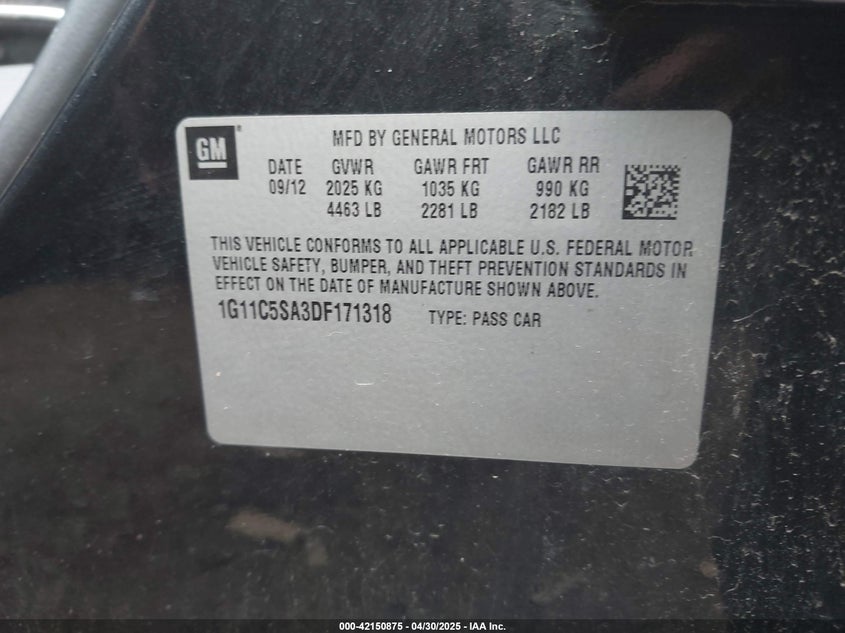 GM
MFD BY GENERAL MOTORS LLC
DATE GVWR GAWR FRT GAWR RR
09/12 2025 KG 1035 KG 990 KG
4463 LB 2281 LB 2182 LB
THIS VEHICLE CONFORMS TO ALL APPLICABLE U.S. FEDERAL MOTOR
VEHICLE SAFETY, BUMPER, AND THEFT PREVENTION STANDARDS IN
EFFECT ON THE DATE OF MANUFACTURE SHOWN ABOVE.
1G11C5SA3DF171318 TYPE: PASS CAR
000-42150875 - 04/30/2025 - IAA Inc.